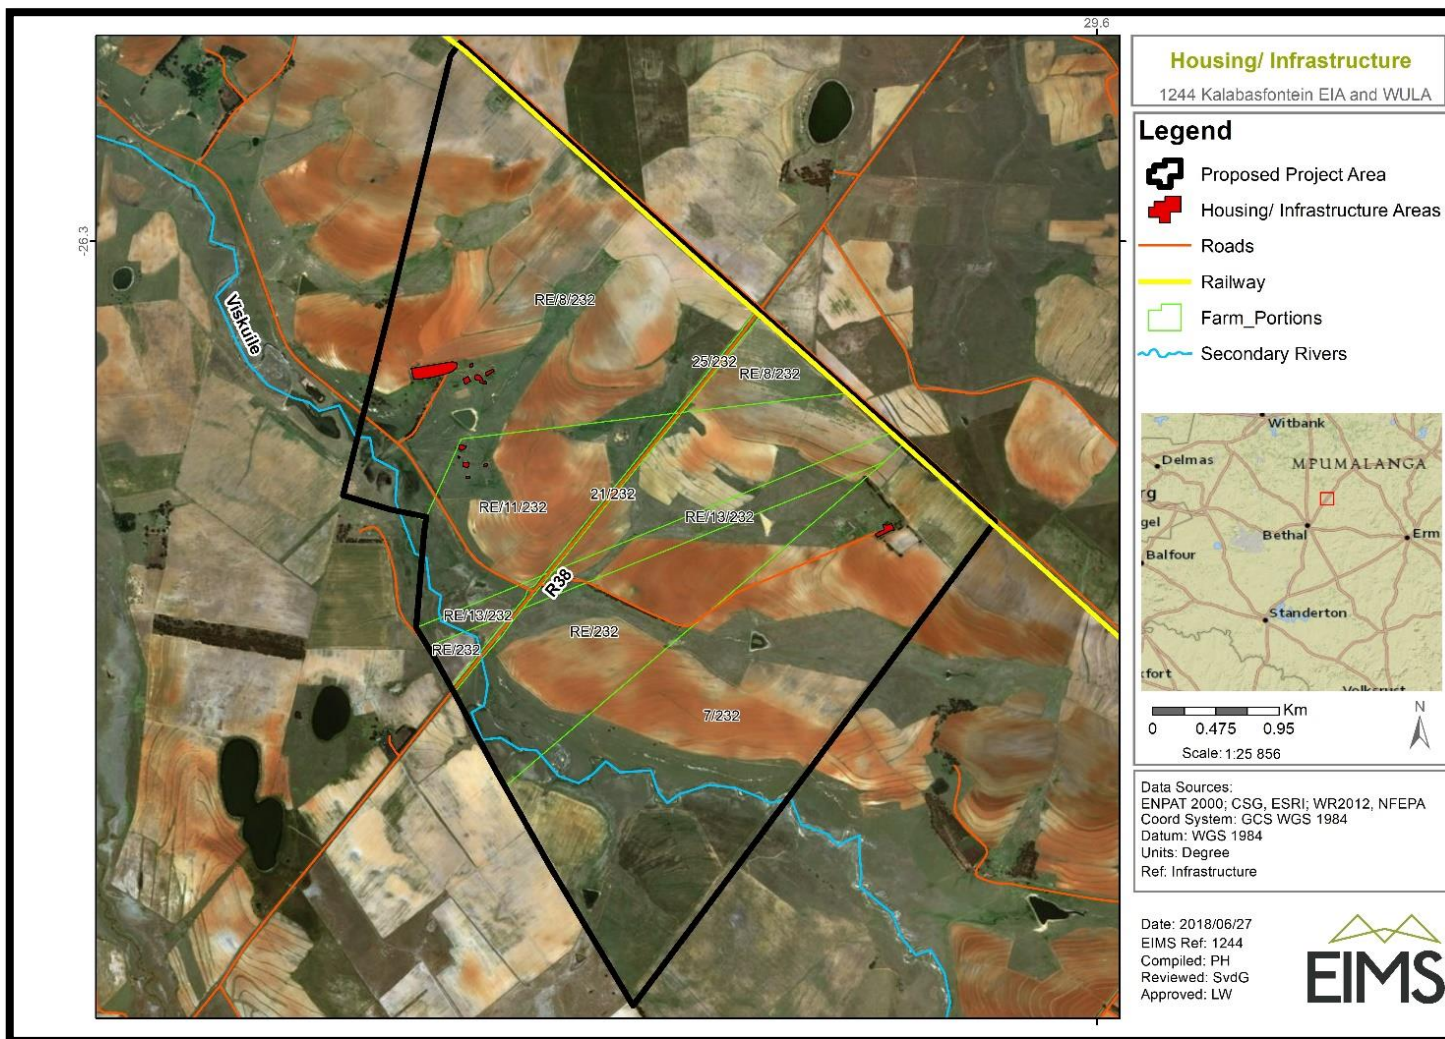 29.6
-26.3
Viskuile
RE/8/232
25/232
RE/8/232
RE/11/232
21/232
RE/13/232
R38
RE/13/232
RE/232
RE/232
7/232
Housing/ Infrastructure
1244 Kalabasfontein EIA and WULA
Legend
Proposed Project Area
Housing/ Infrastructure Areas
Roads
Railway
Farm_Portions
Secondary Rivers
Witbank
Delmas
MPUMALANGA
rg
gel
Bethal
Erm
Balfour
Standerton
kfort
Volksrust
Km
0 0.475 0.95
Scale: 1:25 856
N
Data Sources:
ENPAT 2000; CSG, ESRI; WR2012, NFEPA
Coord System: GCS WGS 1984
Datum: WGS 1984
Units: Degree
Ref: Infrastructure
Date: 2018/06/27
EIMS Ref: 1244
Compiled: PH
Reviewed: SvdG
Approved: LW
EIMS